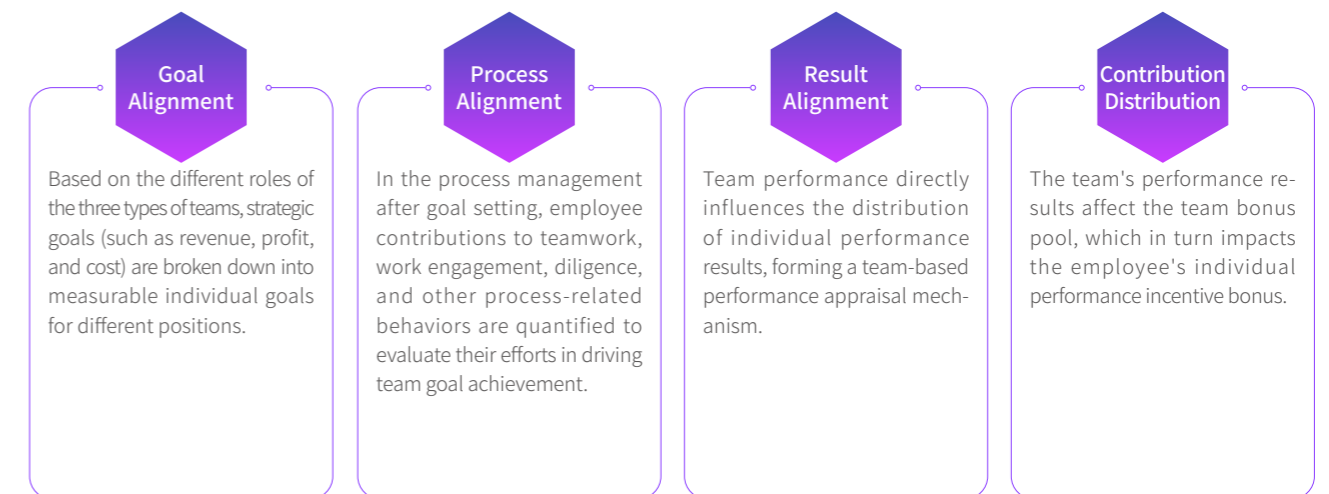 Goal
Alignment
Based on the different roles of
the three types of teams, strategic
goals (such as revenue, profit,
and cost) are broken down into
measurable individual goals
for different positions.
Process
Alignment
In the process management
after goal setting, employee
contributions to teamwork,
work engagement, diligence,
and other process-related
behaviors are quantified to
evaluate their efforts in driving
team goal achievement.
Result
Alignment
Team performance directly
influences the distribution
of individual performance
results, forming a team-based
performance appraisal mech-
anism.
Contribution
Distribution
The team's performance re-
sults affect the team bonus
pool, which in turn impacts
the employee's individual
performance incentive bonus.